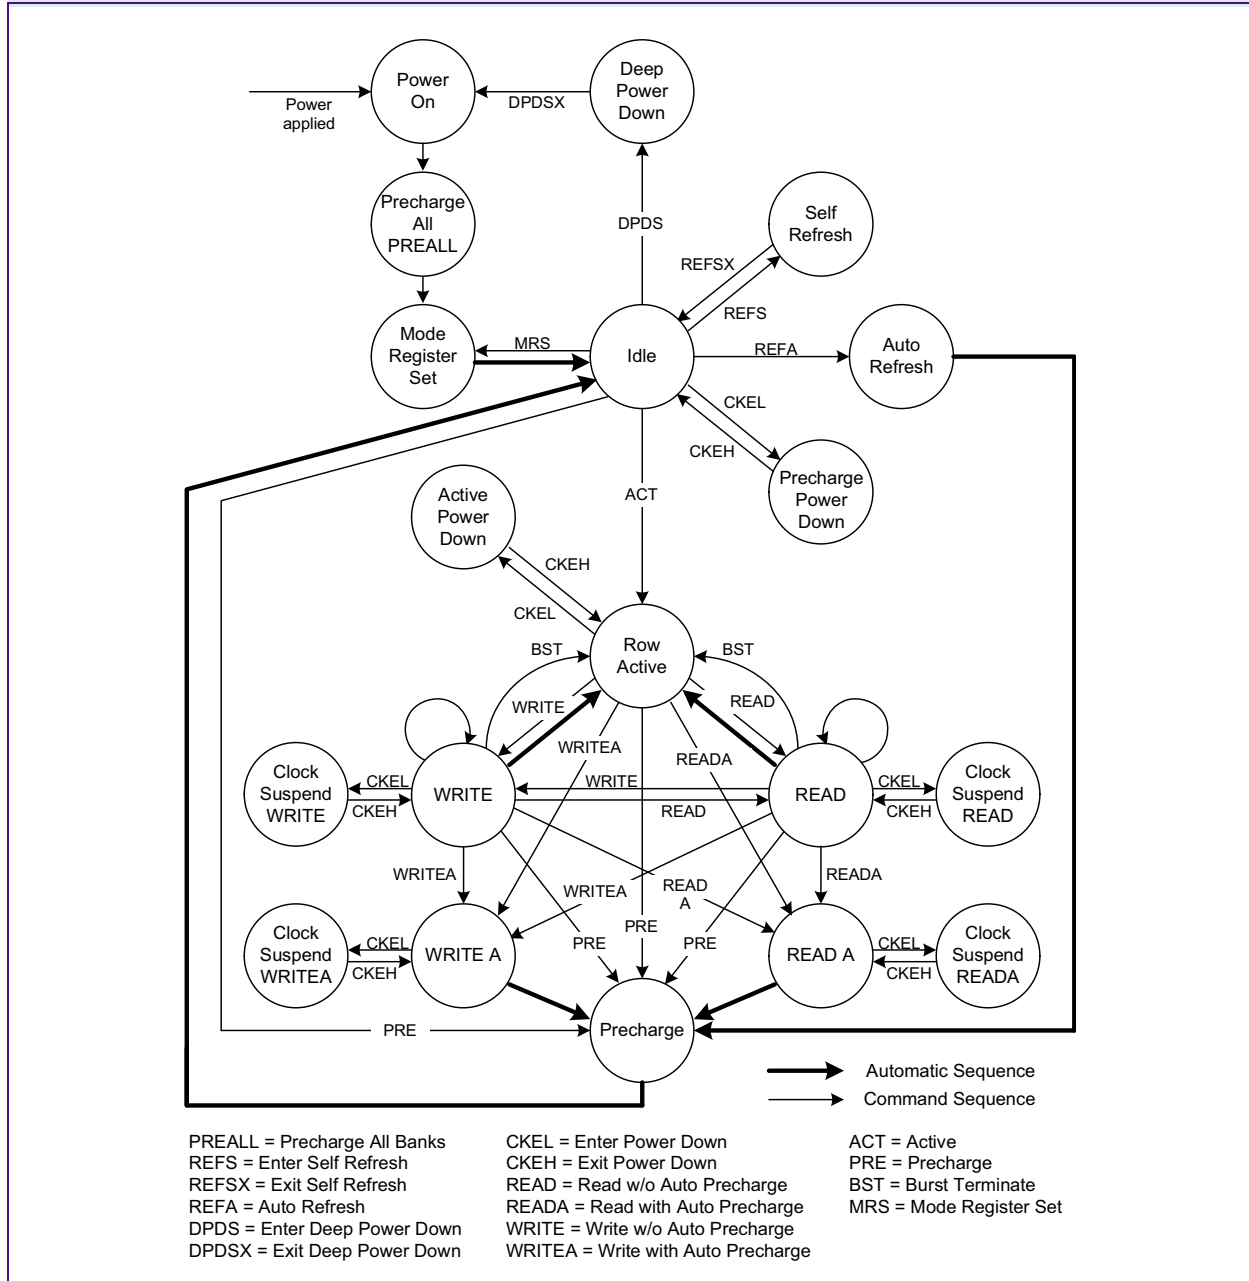 Power
On
Deep
Power
Down
Power
applied
DPDSX
Precharge
All
PREALL
DPDS
Self
Refresh
REFSX
REFS
Mode
Register
Set
MRS
Idle
REFA
Auto
Refresh
CKEL
CKEH
Precharge
Power
Down
ACT
Active
Power
Down
CKEH
CKEL
Row
Active
BST
BST
WRITE
READ
WRITEA
READA
Clock
Suspend
WRITE
CKEL
CKEH
WRITE
WRITE
READ
READ
CKEL
CKEH
Clock
Suspend
READ
WRITEA
WRITEA
READ
A
READA
Clock
Suspend
WRITEA
CKEL
CKEH
WRITE A
PRE
PRE
PRE
READ A
CKEL
CKEH
Clock
Suspend
READA
PRE
Precharge
Automatic Sequence
Command Sequence
PREALL = Precharge All Banks
REFS = Enter Self Refresh
REFSX = Exit Self Refresh
REFA = Auto Refresh
DPDS = Enter Deep Power Down
DPDSX = Exit Deep Power Down
CKEL = Enter Power Down
CKEH = Exit Power Down
READ = Read w/o Auto Precharge
READA = Read with Auto Precharge
WRITE = Write w/o Auto Precharge
WRITEA = Write with Auto Precharge
ACT = Active
PRE = Precharge
BST = Burst Terminate
MRS = Mode Register Set